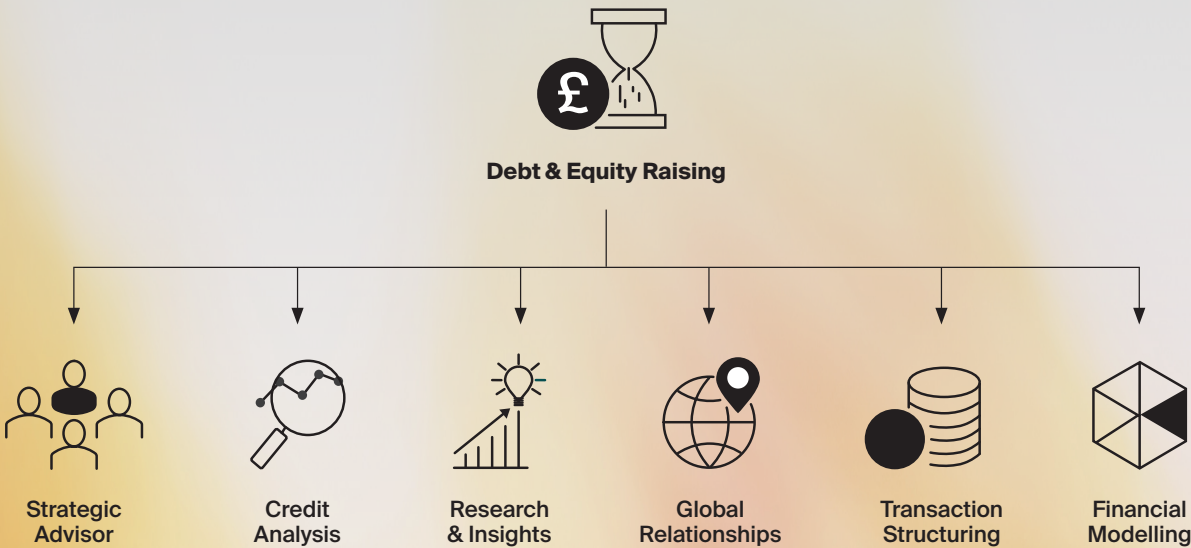 £
Debt & Equity Raising
Strategic
Advisor
Credit
Analysis
Research
& Insights
Global
Relationships
Transaction
Structuring
Financial
Modelling